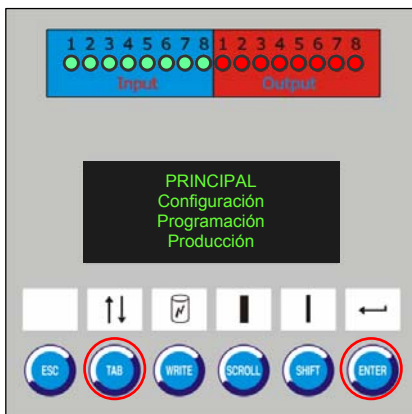 1 2 3 4 5 6 7 8 1 2 3 4 5 6 7 8
Input Output
PRINCIPAL
Configuración
Programación
Producción
ESC TAB WRITE SCROLL SHIFT ENTER